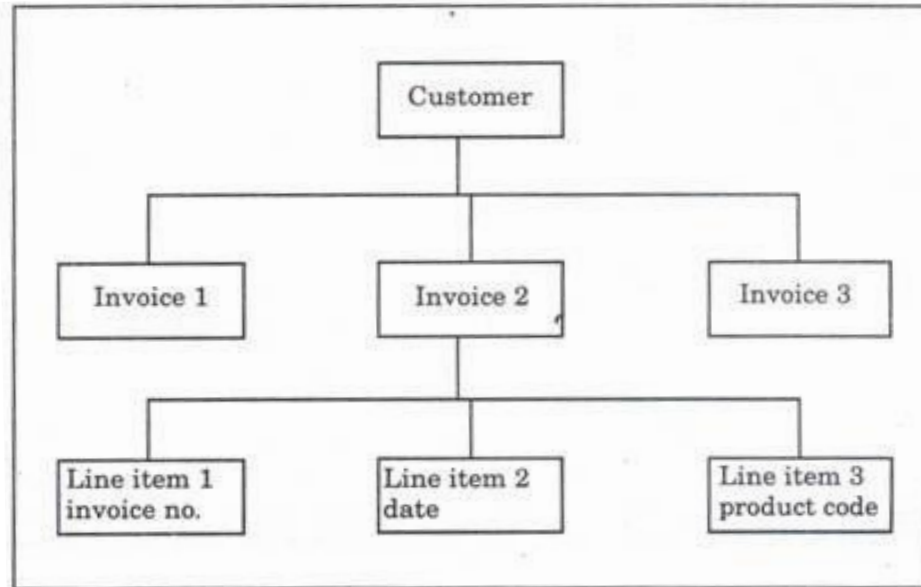 Customer
Invoice 1
Invoice 2
Invoice 3
Line item 1
invoice no.
Line item 2
date
Line item 3
product code